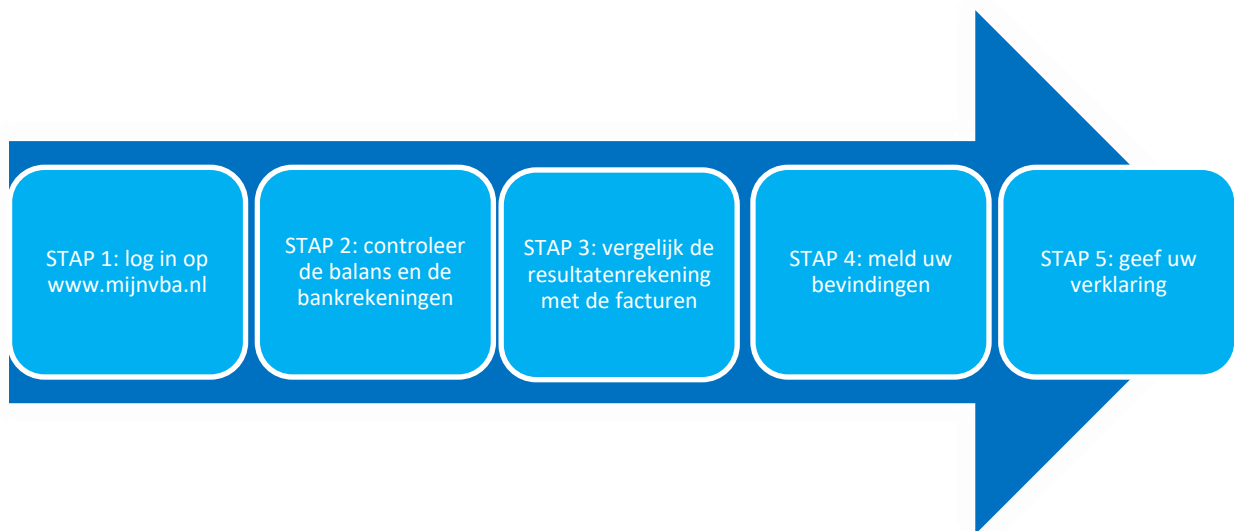 STAP 1: log in op
www.mijnvba.nl
STAP 2: controleer
de balans en de
bankrekeningen
STAP 3: vergelijk de
resultatenrekening
met de facturen
STAP 4: meld uw
bevindingen
STAP 5: geef uw
verklaring